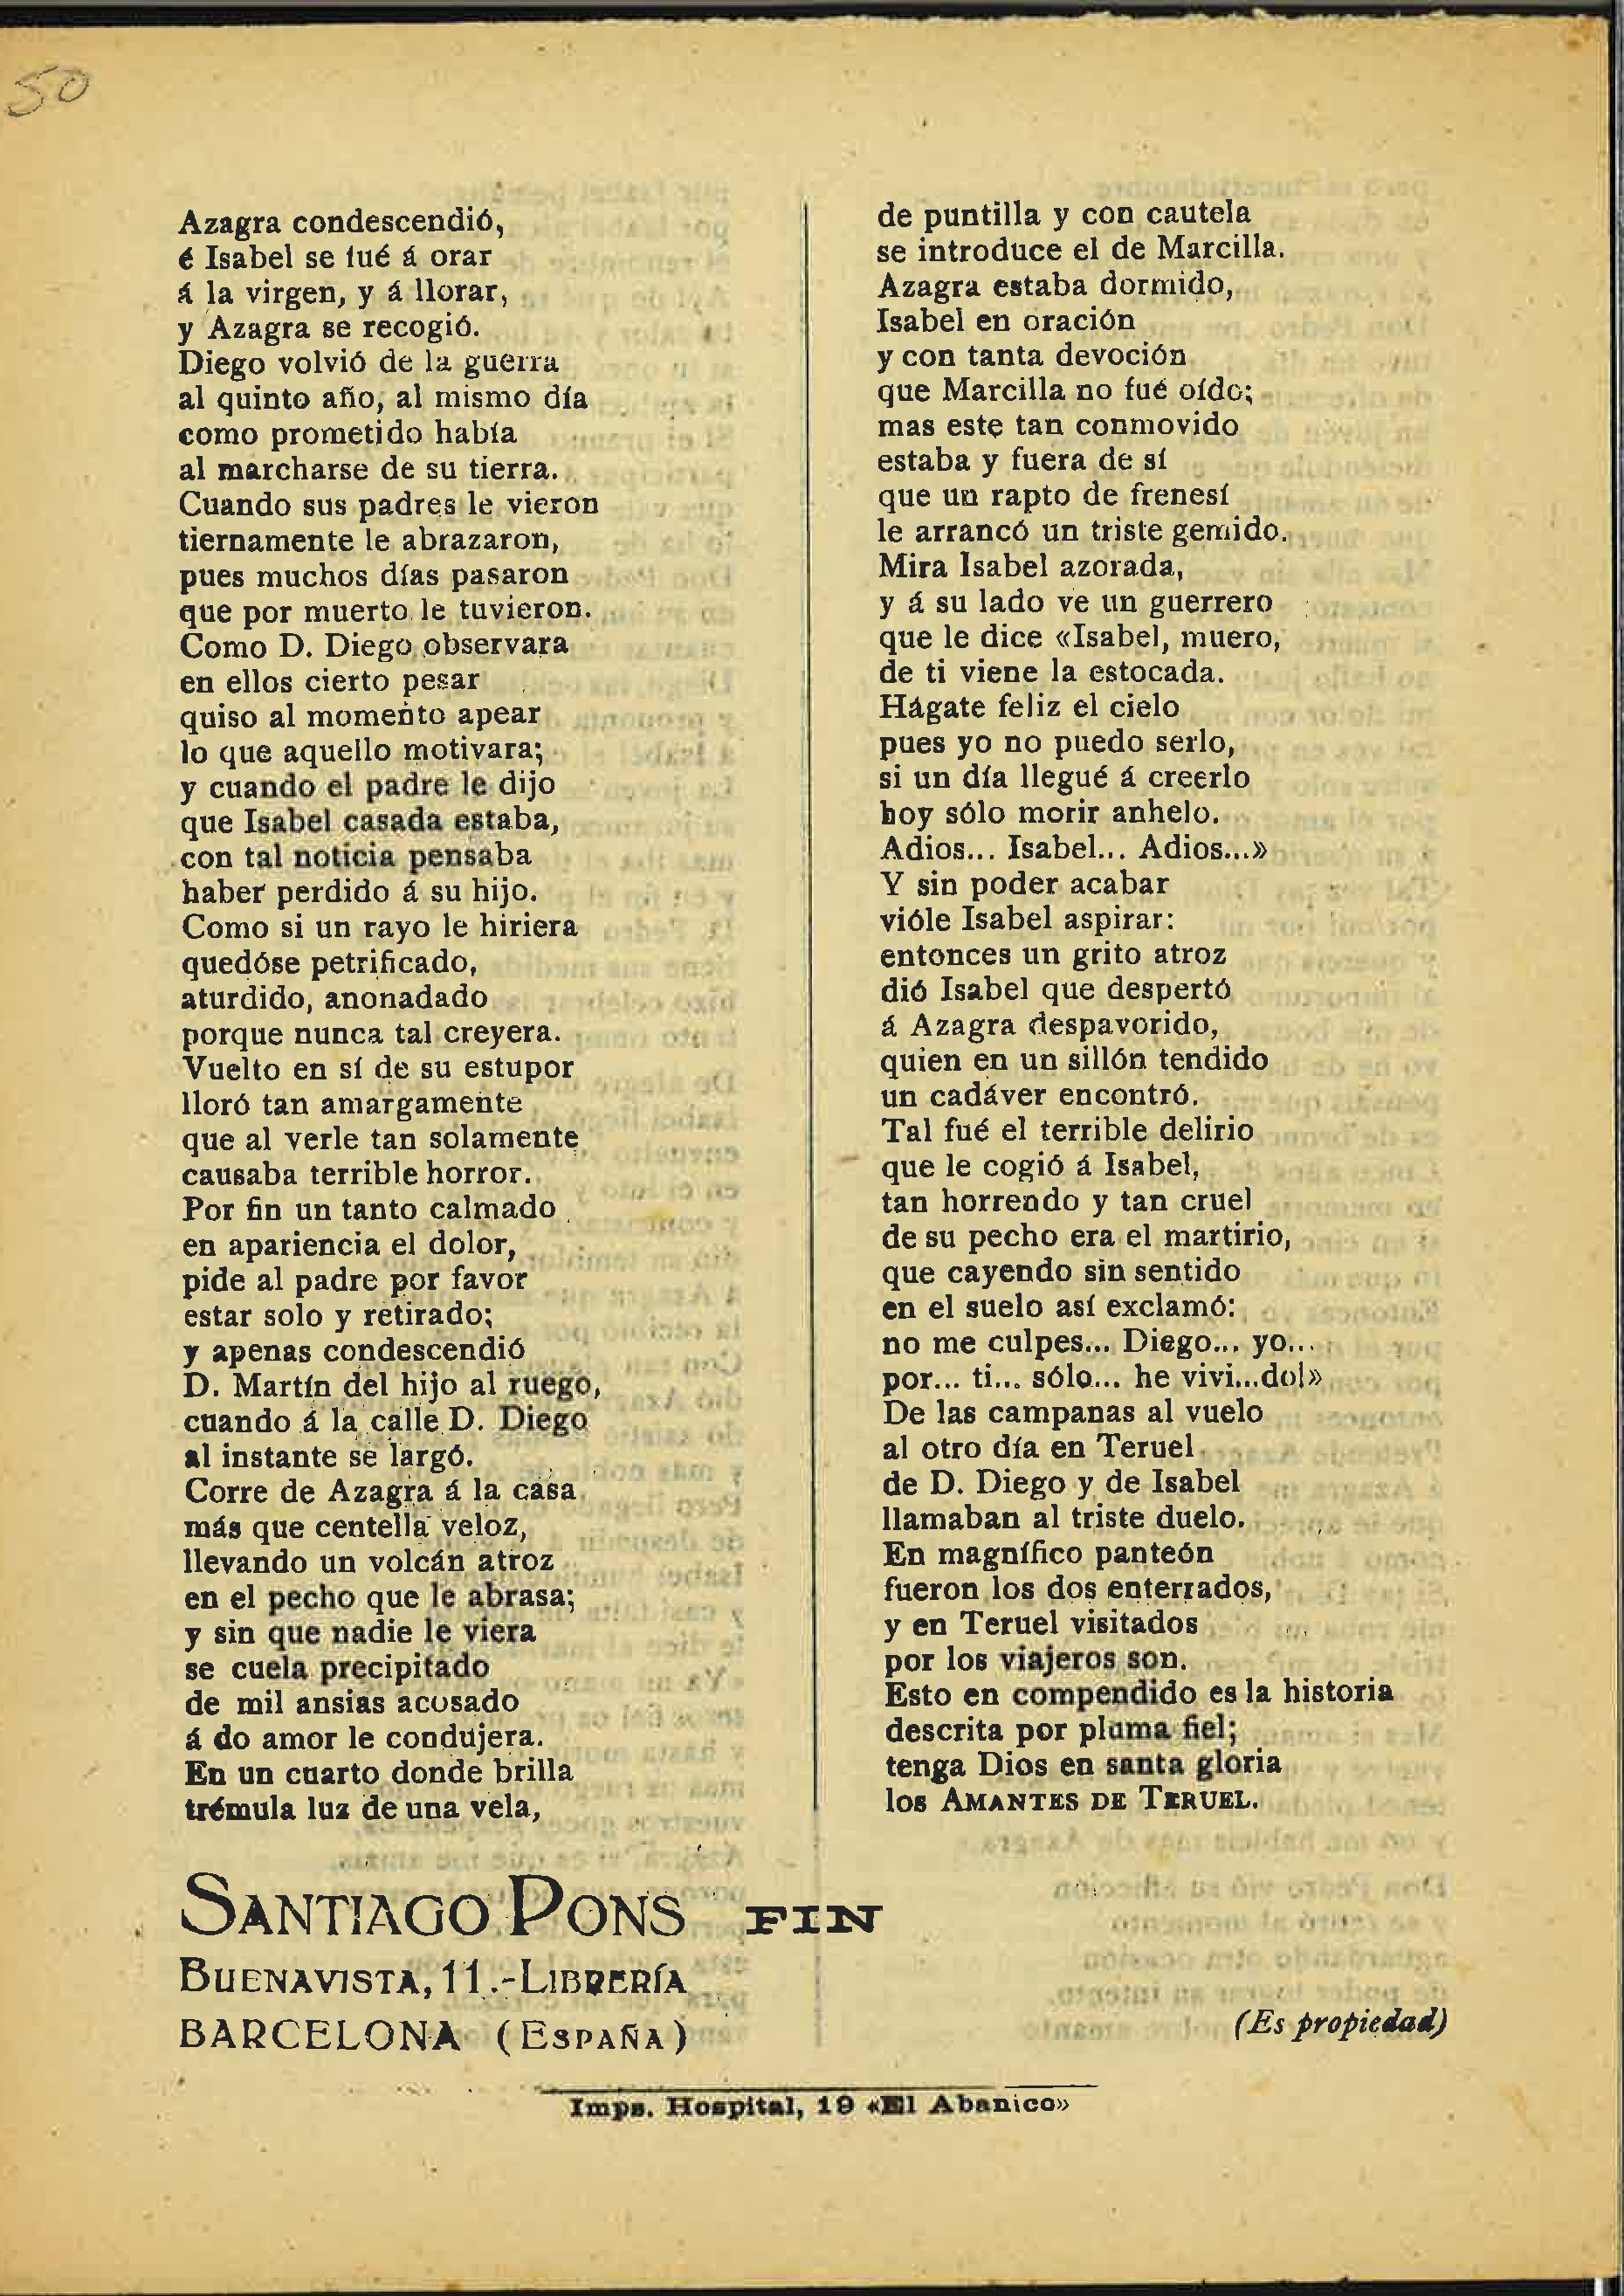 50
Azagra condescendió,
é Isabel se fué á orar
á la virgen, y á llorar,
y Azagra se recogió.
Diego volvió de la guerra
al quinto año, al mismo día
como prometido había
al marcharse de su tierra.
Cuando sus padres le vieron
tiernamente le abrazaron,
pues muchos días pasaron
que por muerto le tuvieron.
Como D. Diego observara
en ellos cierto pesar
quiso al momento apear
lo que aquello motivara;
y cuando el padre le dijo
que Isabel casada estaba,
con tal noticia pensaba
haber perdido á su hijo.
Como si un rayo le hiriera
quedóse petrificado,
aturdido, anonadado
porque nunca tal creyera.
Vuelto en sí de su estupor
lloró tan amargamente
que al verle tan solamente
causaba terrible horror.
Por fin un tanto calmado
en apariencia el dolor,
pide al padre por favor
estar solo y retirado;
y apenas condescendió
D. Martín del hijo al ruego,
cuando á la calle D. Diego
al instante se largó.
Corre de Azagra á la casa
más que centella veloz,
llevando un volcán atroz
en el pecho que le abrasa;
y sin que nadie le viera
se cuela precipitado
de mil ansias acusado
á do amor le condujera.
En un cuarto donde brilla
trémula luz de una vela,
de puntilla y con cautela
se introduce el de Marcilla.
Azagra estaba dormido,
Isabel en oración
y con tanta devoción
que Marcilla no fué oído;
mas este tan conmovido
estaba y fuera de sí
que un rapto de frenesí
le arrancó un triste gemido.
Mira Isabel azorada,
y á su lado ve un guerrero
que le dice «Isabel, muero,
de ti viene la estocada.
Hágate feliz el cielo
pues yo no puedo serlo,
si un día llegué á creerlo
hoy sólo morir anhelo.
Adios... Isabel... Adios...»
Y sin poder acabar
vióle Isabel aspirar:
entonces un grito atroz
dió Isabel que despertó
á Azagra despavorido,
quien en un sillón tendido
un cadáver encontró.
Tal fué el terrible delirio
que le cogió á Isabel,
tan horrendo y tan cruel
de su pecho era el martirio,
que cayendo sin sentido
en el suelo así exclamó:
no me culpes... Diego... yo...
por... ti... sólo... he vivi...do!»
De las campanas al vuelo
al otro día en Teruel
de D. Diego y de Isabel
llamaban al triste duelo.
En magnífico panteón
fueron los dos enterrados,
y en Teruel visitados
por los viajeros son.
Esto en compendido es la historia
descrita por pluma fiel;
tenga Dios en santa gloria
los AMANTES DE TERUEL.
SANTIAGO PONS FIN
BUENAVISTA, 11.-LIBRERÍA
BARCELONA (ESPAÑA)
(Es propiedad)
Imps. Hospital, 19 «El Abanico»